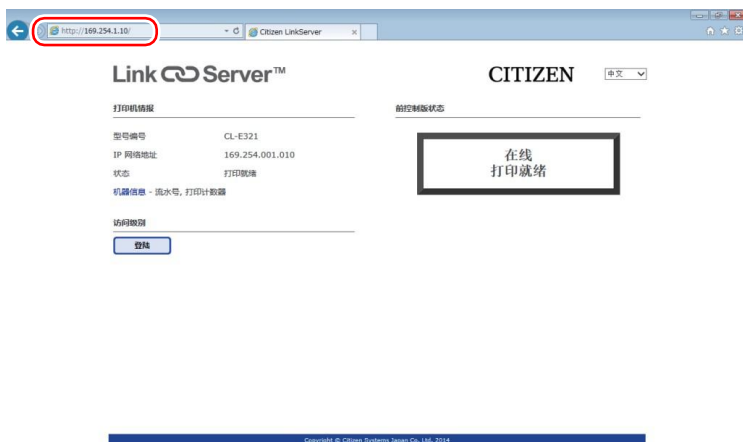 http://169.254.1.10/
Citizen LinkServer
Link Server™
CITIZEN
中文
打印机情报
型号编号 CL-E321
IP 网络地址 169.254.001.010
状态 打印就绪
机器信息 - 流水号, 打印计数器
访问级别
登陆
前控制版状态
在线
打印就绪
Copyright © Citizen Systems Japan Co. Ltd. 2014